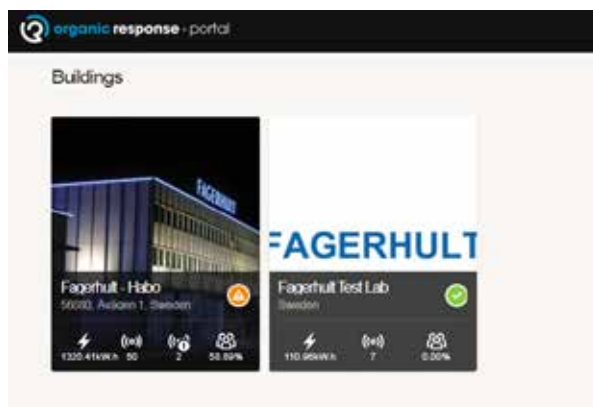 organic response - portal
Buildings
FAGERHULT
FAGERHULT
Fagerhult - Habo
Sweden
1320.41kWh 50 2 58.89%
Fagerhult Test Lab
Sweden
110.96kWh 7 0.00%